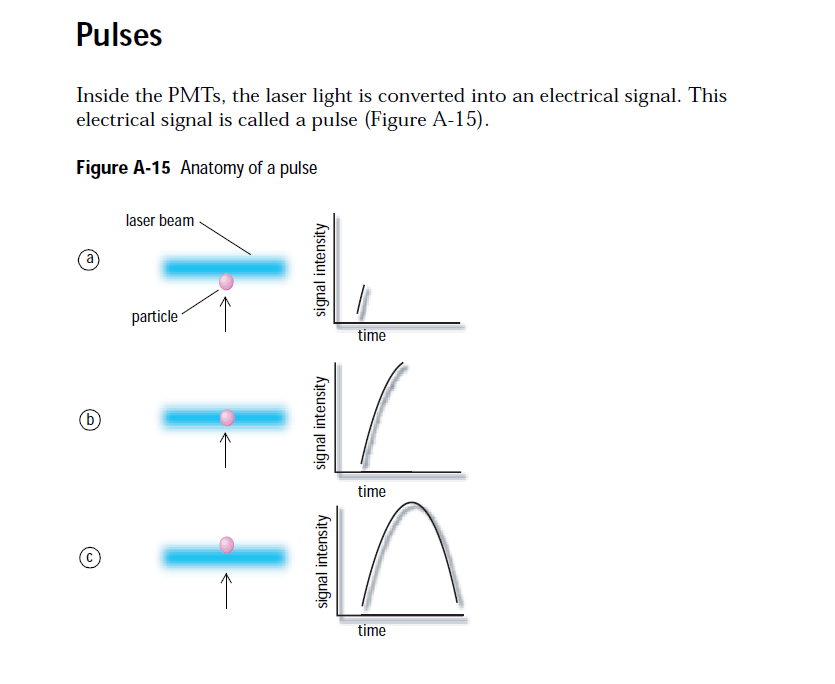 Pulses
Inside the PMTs, the laser light is converted into an electrical signal. This
electrical signal is called a pulse (Figure A-15).
Figure A-15 Anatomy of a pulse
laser beam
a
particle
signal intensity
time
b
signal intensity
time
c
signal intensity
time